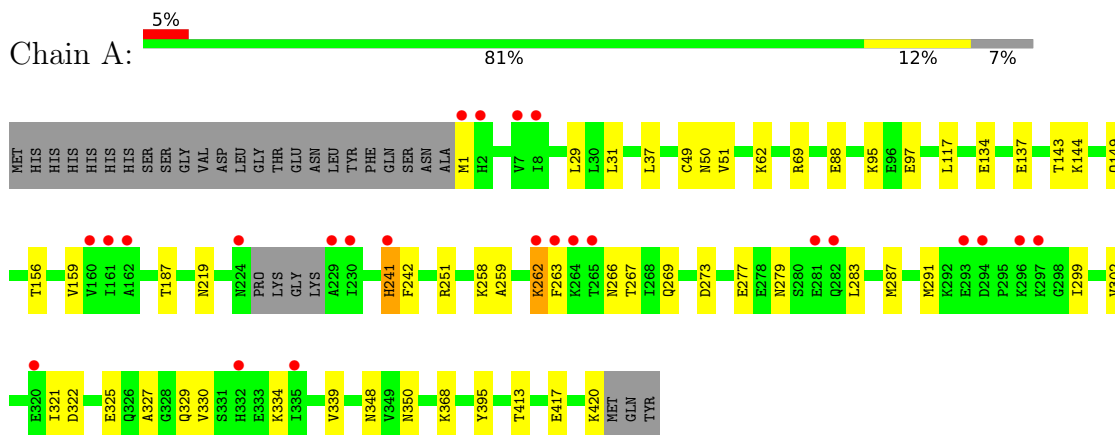 5%
Chain A:
81% 12% 7%
MET HIS HIS HIS HIS HIS HIS SER SER GLY VAL ASP LEU GLY THR GLU ASN LEU TYR PHE GLN SER ASN ALA M1 H2 V7 I8 L29 L30 L31 L37 C49 N50 V51 K62 R69 E88 K95 E96 E97 L117 E134 E137 T143 K144
T156 V159 V160 I161 A162 T187 N219 N224 PRO LYS GLY LYS A229 I230 H241 F242 R251 K258 A259 K262 F263 K264 T265 N266 T267 I268 Q269 D273 E277 E278 N279 S280 E281 Q282 L283 M287 M291 K292 E293 D294 P295 K296 K297 G298 I299
E320 I321 D322 E325 Q326 A327 G328 Q329 V330 S331 H332 E333 K334 I335 V339 N348 V349 N350 K368 Y395 T413 E417 K420 MET GLN TYR